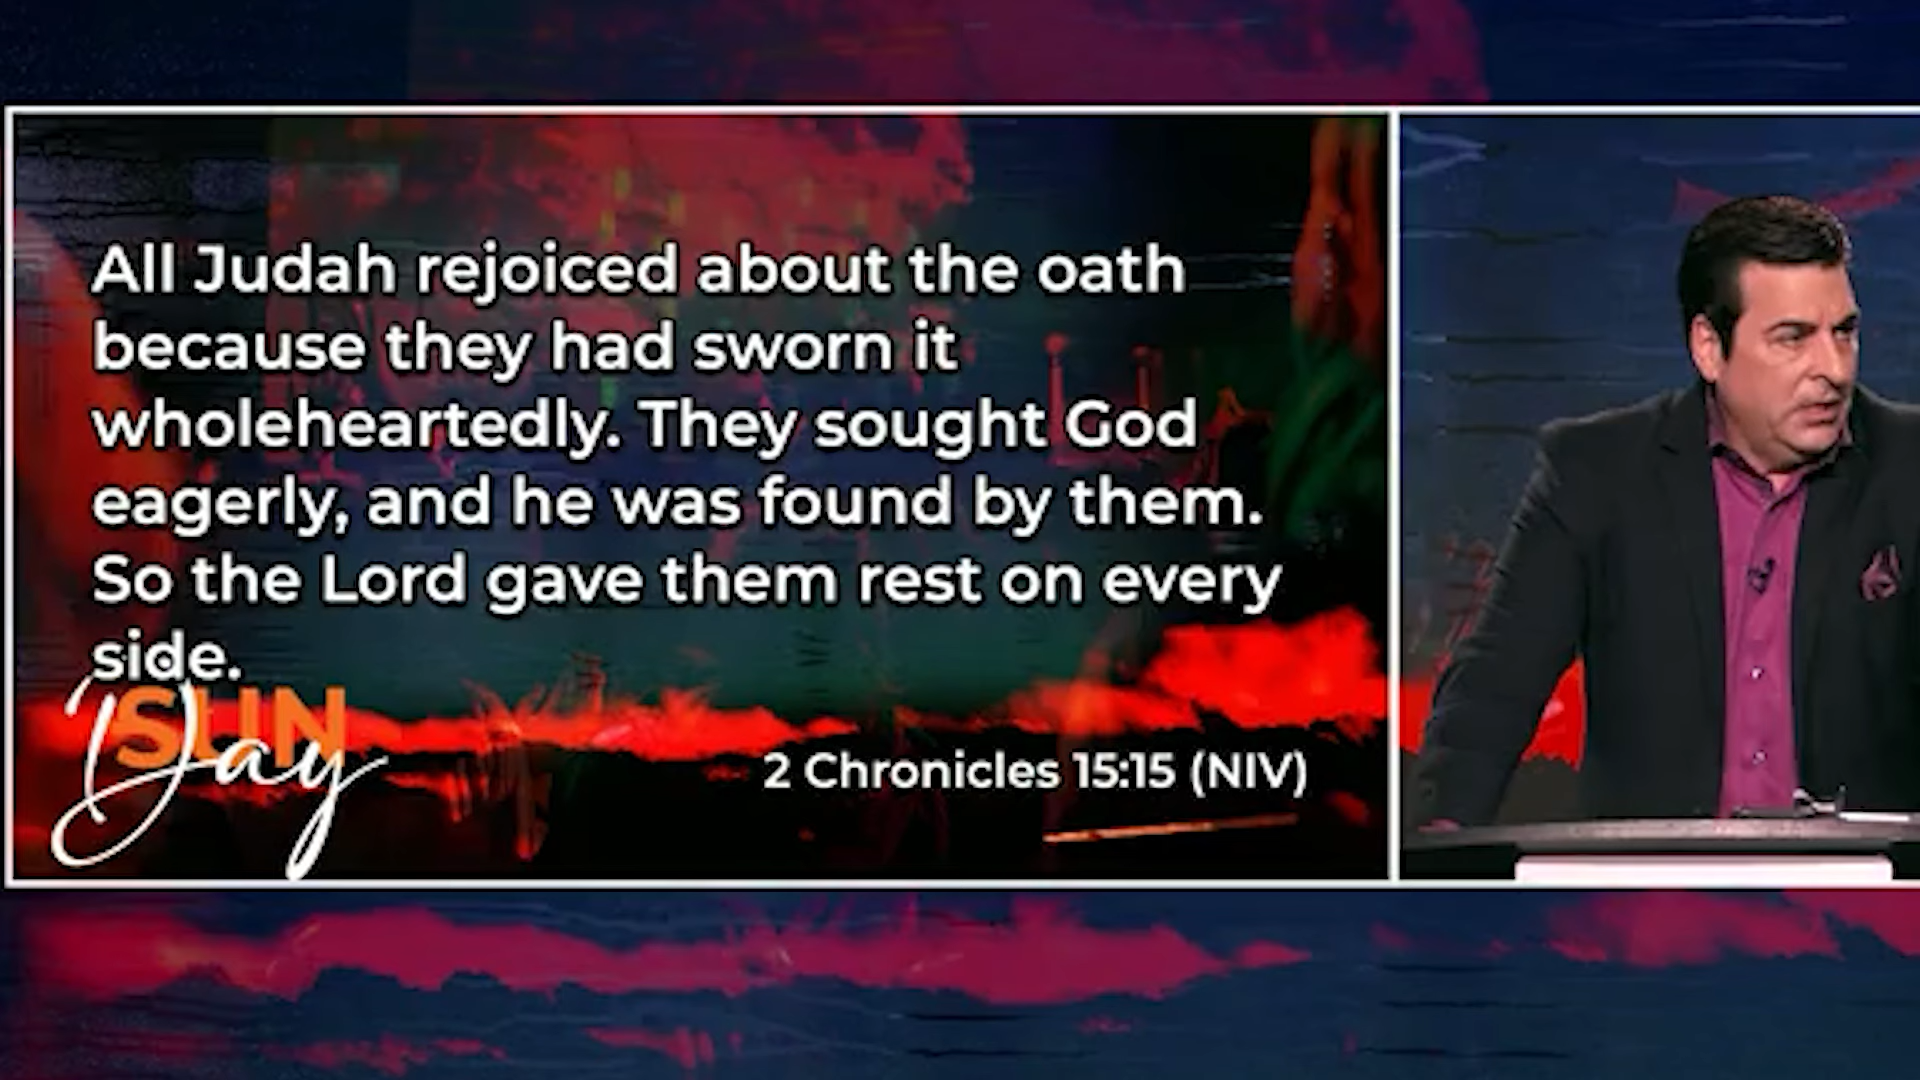 All Judah rejoiced about the oath
because they had sworn it
wholeheartedly. They sought God
eagerly, and he was found by them.
So the Lord gave them rest on every
side.
SUN
Day
2 Chronicles 15:15 (NIV)